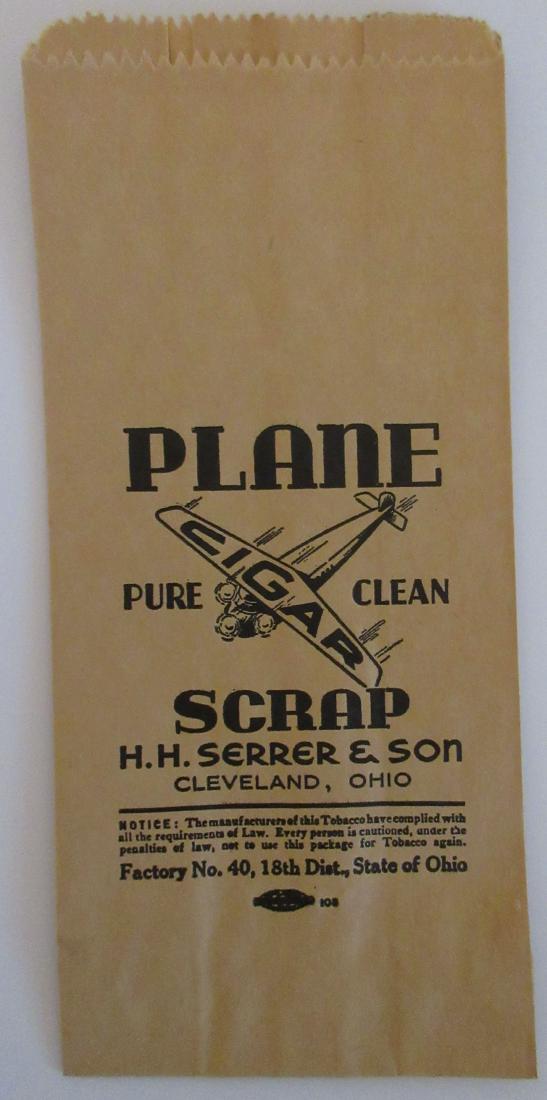 PLANE
CIGAR
PURE CLEAN
SCRAP
H.H. SERRER & SON
CLEVELAND, OHIO
NOTICE: The manufacturers of this Tobacco have complied with
all the requirements of Law. Every person is cautioned, under the
penalties of law, not to use this package for Tobacco again.
Factory No. 40, 18th Dist., State of Ohio
108